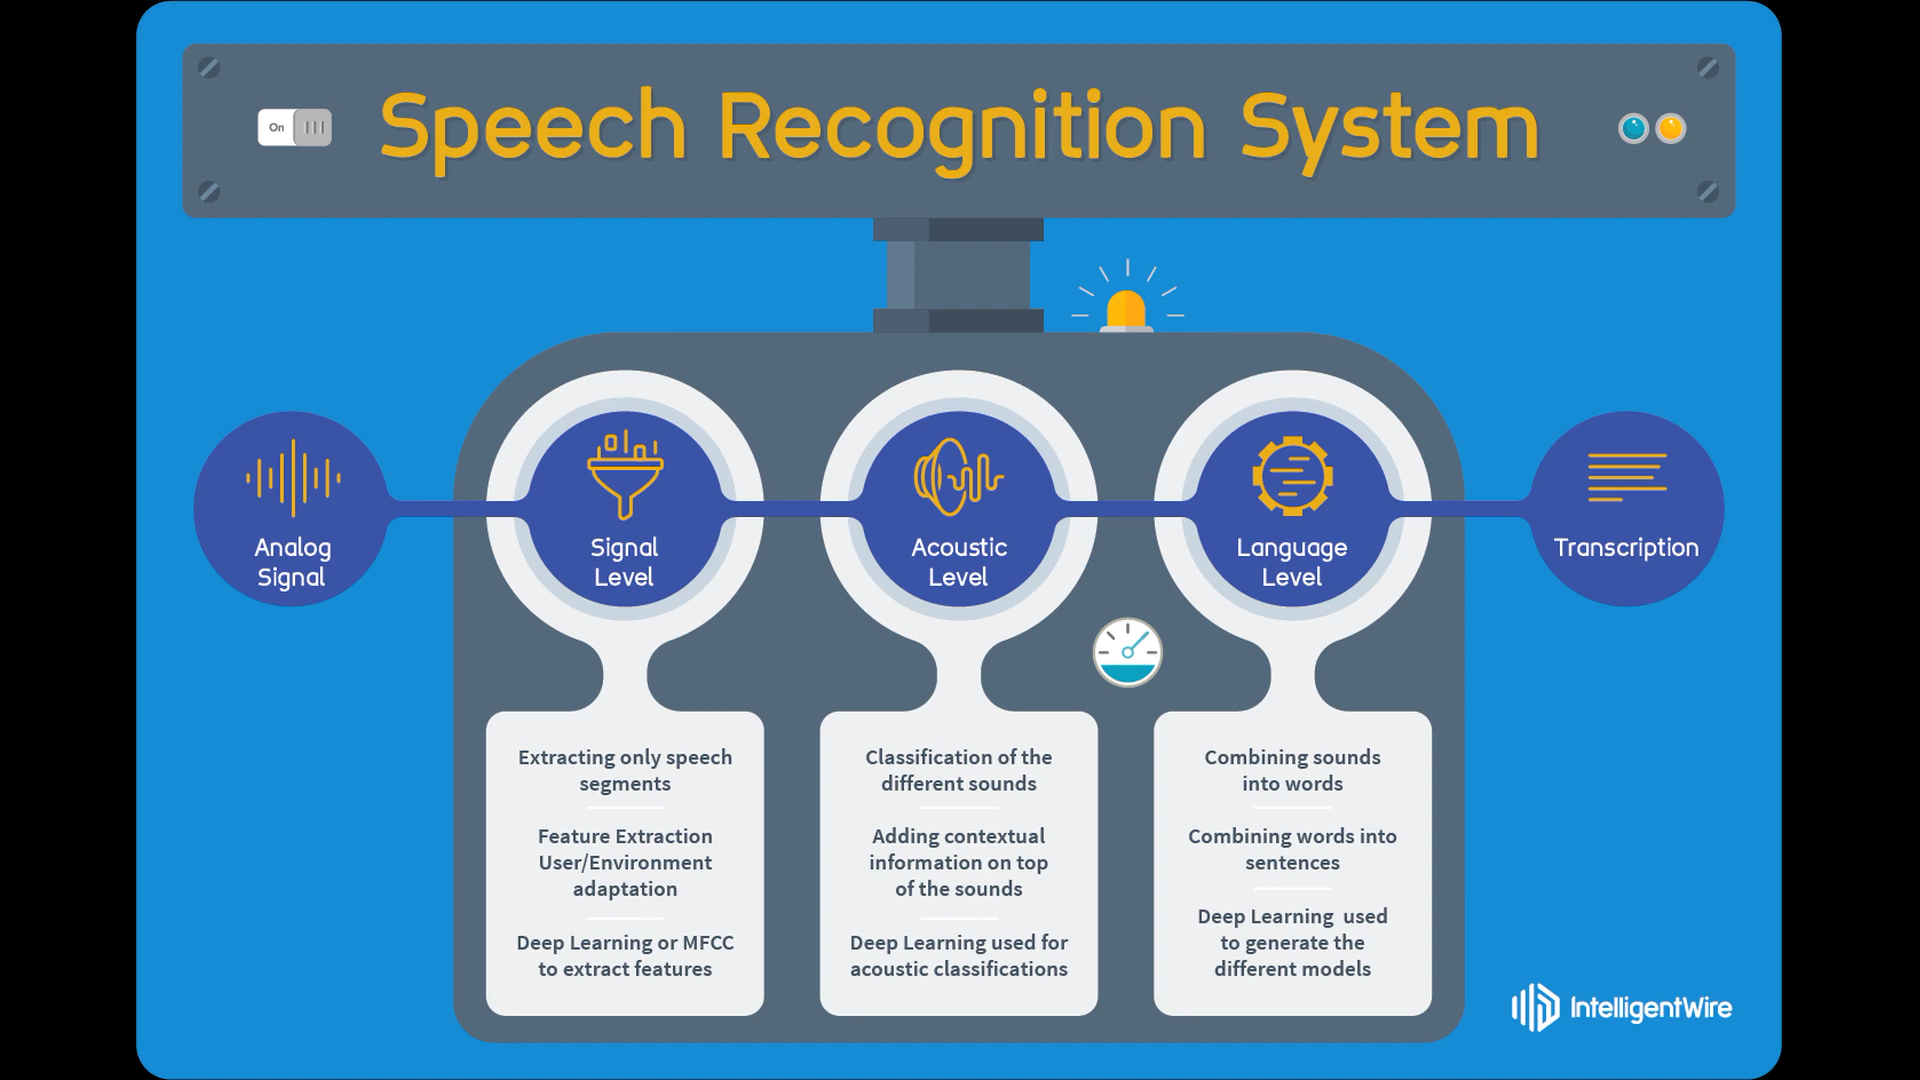 On
Speech Recognition System
Analog
Signal
Signal
Level
Acoustic
Level
Language
Level
Transcription
Extracting only speech
segments
Feature Extraction
User/Environment
adaptation
Deep Learning or MFCC
to extract features
Classification of the
different sounds
Adding contextual
information on top
of the sounds
Deep Learning used for
acoustic classifications
Combining sounds
into words
Combining words into
sentences
Deep Learning  used
to generate the
different models
IntelligentWire